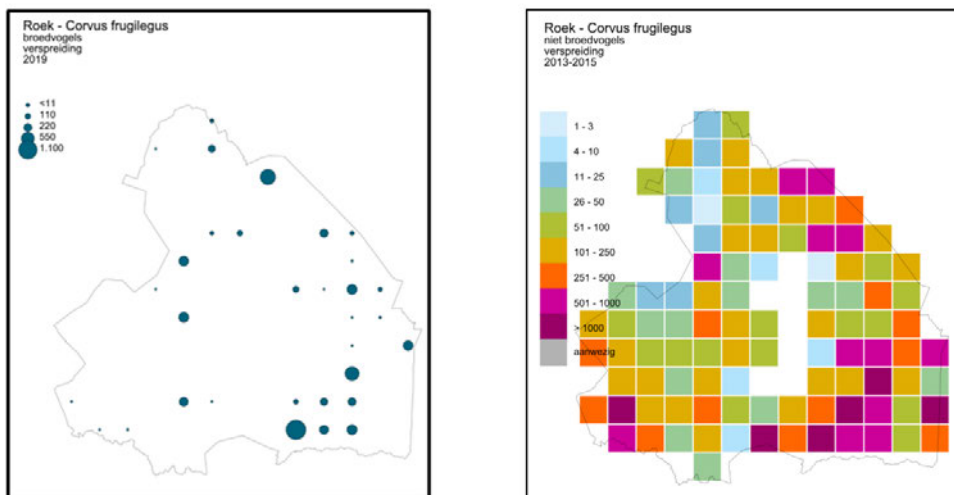 Roek - Corvus frugilegus
broedvogels
verspreiding
2019
<11
110
220
550
1.100
Roek - Corvus frugilegus
niet broedvogels
verspreiding
2013-2015
1 - 3
4 - 10
11 - 25
26 - 50
51 - 100
101 - 250
251 - 500
501 - 1000
> 1000
aanwezig